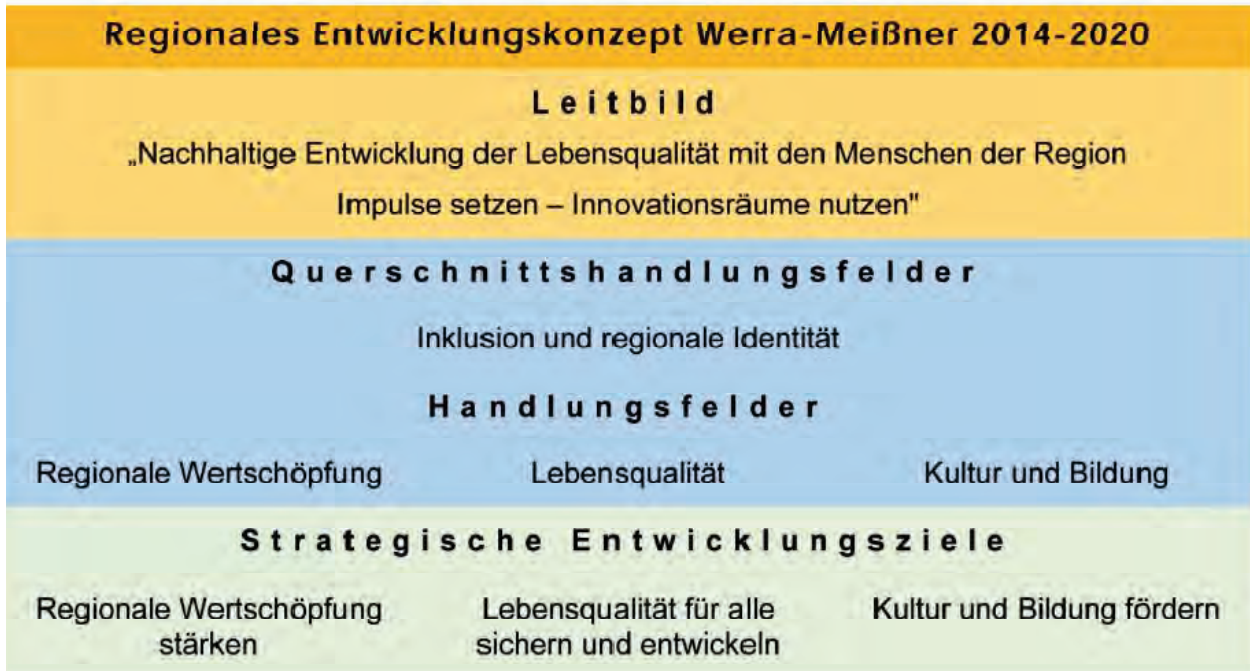 Regionales Entwicklungskonzept Werra-Meißner 2014-2020
Leitbild
„Nachhaltige Entwicklung der Lebensqualität mit den Menschen der Region
Impulse setzen – Innovationsräume nutzen"
Querschnittshandlungsfelder
Inklusion und regionale Identität
Handlungsfelder
Regionale Wertschöpfung
Lebensqualität
Kultur und Bildung
Strategische Entwicklungsziele
Regionale Wertschöpfung
stärken
Lebensqualität für alle
sichern und entwickeln
Kultur und Bildung fördern